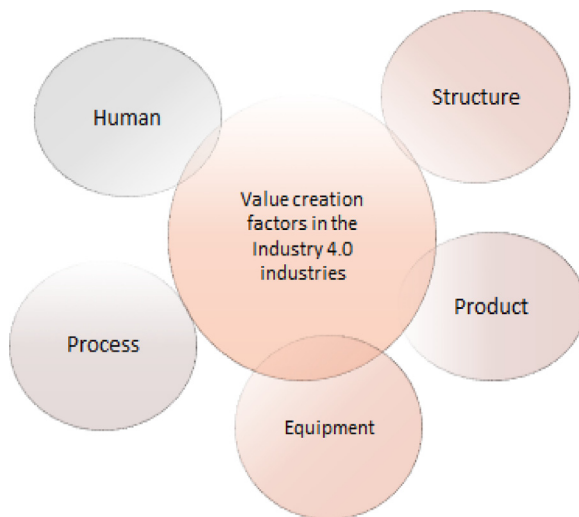 Human
Structure
Value creation
factors in the
Industry 4.0
industries
Product
Process
Equipment